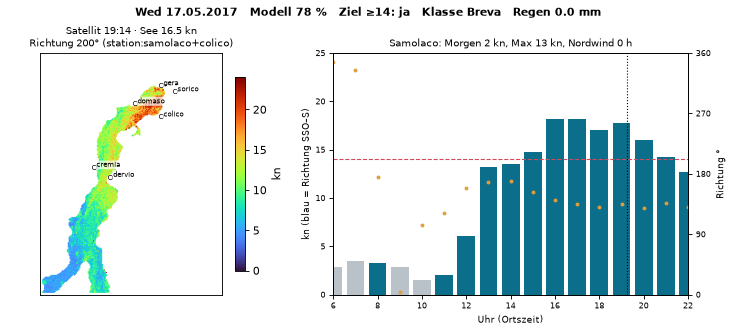 Wed 17.05.2017   Modell 78 %   Ziel ≥14: ja   Klasse Breva   Regen 0.0 mm
Satellit 19:14 · See 16.5 kn
Richtung 200° (station:samolaco+colico)
gera
sorico
domaso
colico
cremia
dervio
20
15
10
5
0
kn
Samolaco: Morgen 2 kn, Max 13 kn, Nordwind 0 h
25
20
15
10
5
0
kn (blau = Richtung SSO–S)
6 8 10 12 14 16 18 20 22
Uhr (Ortszeit)
360
270
180
90
0
Richtung °